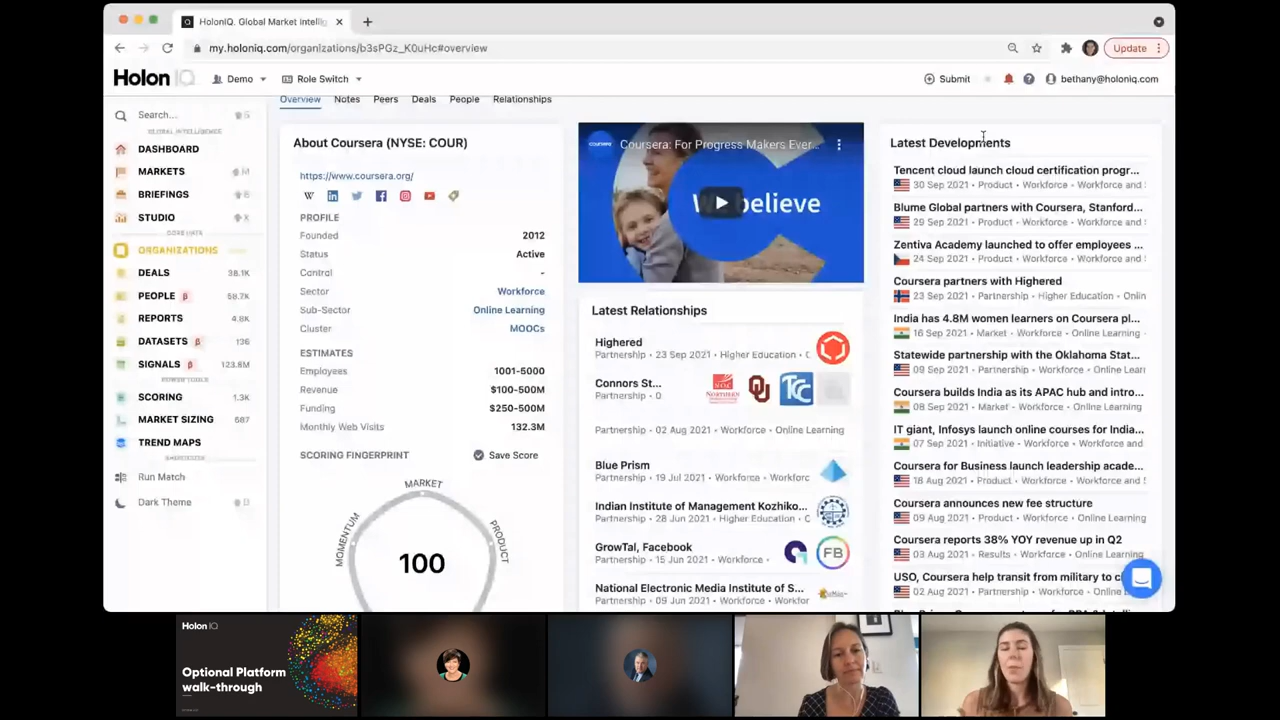 HolonIQ. Global Market Intellig
my.holoniq.com/organizations/b3sPGz_K0uHc#overview
Update
Holon IQ
Demo
Role Switch
Submit
bethany@holoniq.com
Search...
GLOBAL INTELLIGENCE
DASHBOARD
MARKETS
BRIEFINGS
STUDIO
CORE DATA
ORGANIZATIONS
DEALS 38.1K
PEOPLE β 58.7K
REPORTS 4.8K
DATASETS β 136
SIGNALS β 123.8M
POWER TOOLS
SCORING 1.3K
MARKET SIZING 687
TREND MAPS
Run Match
Dark Theme
Overview Notes Peers Deals People Relationships
About Coursera (NYSE: COUR)
https://www.coursera.org/
PROFILE
Founded 2012
Status Active
Control -
Sector Workforce
Sub-Sector Online Learning
Cluster MOOCs
ESTIMATES
Employees 1001-5000
Revenue $100-500M
Funding $250-500M
Monthly Web Visits 132.3M
SCORING FINGERPRINT Save Score
MARKET
MOMENTUM
PRODUCT
100
coursera
Coursera: For Progress Makers Ever...
believe
Latest Relationships
Highered
Partnership • 23 Sep 2021 • Higher Education • C
Connors St...
Partnership • 0
Partnership • 02 Aug 2021 • Workforce • Online Learning
Blue Prism
Partnership • 19 Jul 2021 • Workforce
Indian Institute of Management Kozhiko...
Partnership • 28 Jun 2021 • Higher Education • C
GrowTal, Facebook
Partnership • 15 Jun 2021 • Workforce •
FB
National Electronic Media Institute of S...
Partnership • 09 Jun 2021 • Workfor
Latest Developments
Tencent cloud launch cloud certification progr...
30 Sep 2021 • Product • Workforce • Workforce and
Blume Global partners with Coursera, Stanford...
29 Sep 2021 • Product • Workforce • Workforce and
Zentiva Academy launched to offer employees ...
24 Sep 2021 • Product • Workforce • Workforce and
Coursera partners with Highered
23 Sep 2021 • Partnership • Higher Education • Onlin
India has 4.8M women learners on Coursera pl...
16 Sep 2021 • Market • Workforce • Online Learning
Statewide partnership with the Oklahoma Stat...
09 Sep 2021 • Partnership • Workforce • Online Lear
Coursera builds India as its APAC hub and intro...
08 Sep 2021 • Market • Workforce • Online Learning
IT giant, Infosys launch online courses for India...
07 Sep 2021 • Initiative • Workforce • Workforce and
Coursera for Business launch leadership acade...
18 Aug 2021 • Product • Workforce • Workforce and
Coursera announces new fee structure
09 Aug 2021 • Product • Workforce • Online Learning
Coursera reports 38% YOY revenue up in Q2
03 Aug 2021 • Results • Workforce • Online Learning
USO, Coursera help transit from military to c
02 Aug 2021 • Product • Workforce • Workforce
Holon IQ
Optional Platform
walk-through